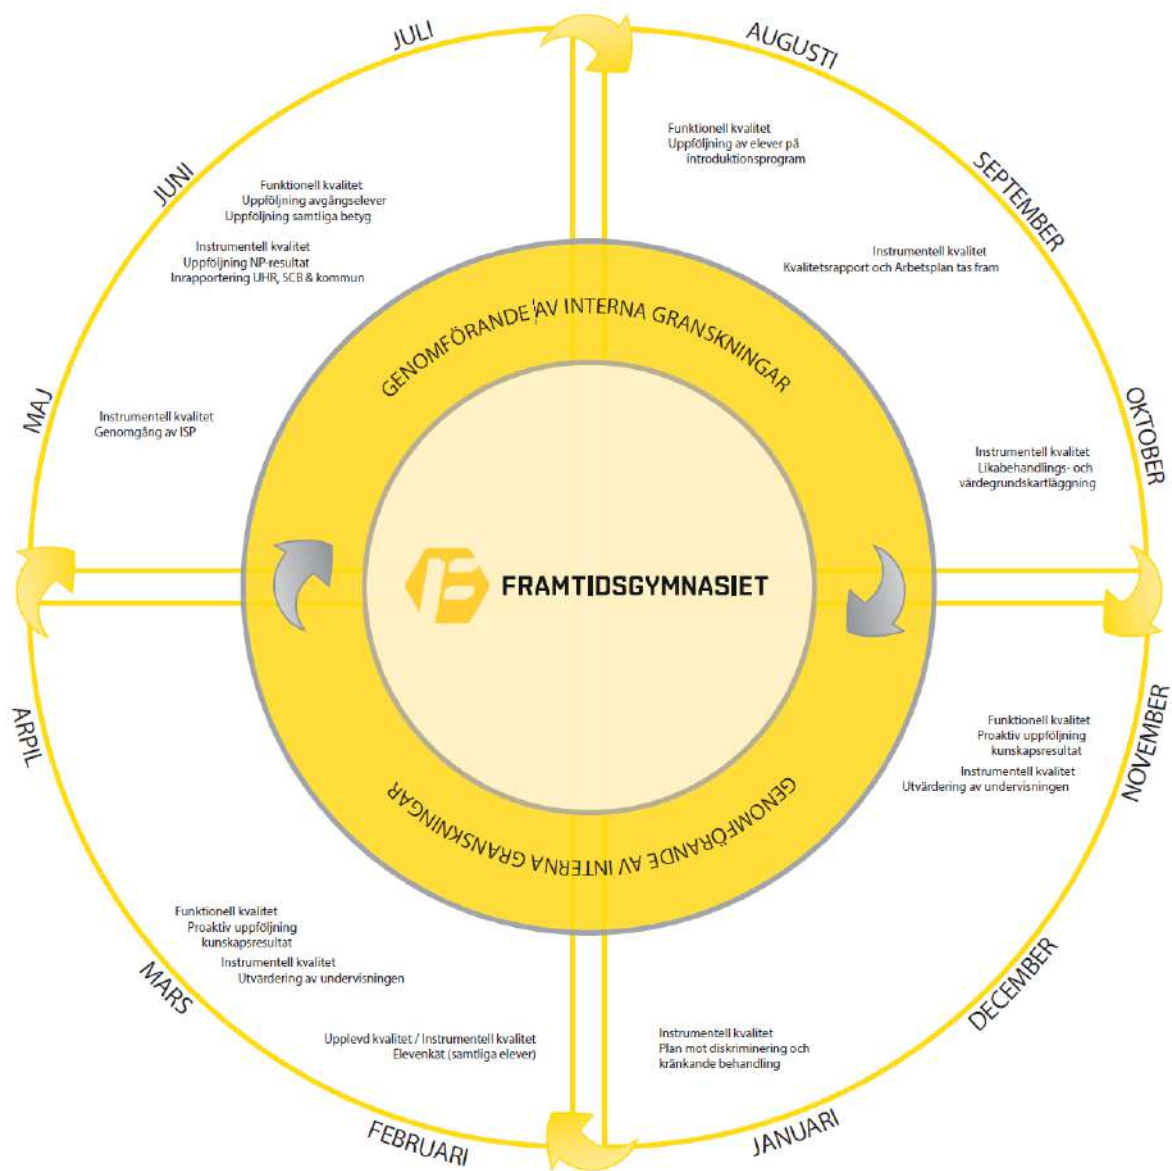 JULI
AUGUSTI
Funktionell kvalitet
Uppföljning av elever på
introduktionsprogram
SEPTEMBER
Instrumentell kvalitet
Kvalitetsrapport och Arbetsplan tas fram
OKTOBER
Instrumentell kvalitet
Likabehandlings- och
värdegrundskartläggning
NOVEMBER
Funktionell kvalitet
Proaktiv uppföljning
kunskapsresultat
Instrumentell kvalitet
Utvärdering av undervisningen
DECEMBER
JANUARI
Instrumentell kvalitet
Plan mot diskriminering och
kränkande behandling
FEBRUARI
Upplevd kvalitet / Instrumentell kvalitet
Elevenkät (samtliga elever)
MARS
Funktionell kvalitet
Proaktiv uppföljning
kunskapsresultat
Instrumentell kvalitet
Utvärdering av undervisningen
ARPIL
MAJ
Instrumentell kvalitet
Genomgång av ISP
JUNI
Funktionell kvalitet
Uppföljning avgångselever
Uppföljning samtliga betyg
Instrumentell kvalitet
Uppföljning NP-resultat
Inrapportering UHR, SCB & kommun
GENOMFÖRANDE AV INTERNA GRANSKNINGAR
FRAMTIDSGYMNASIET
GENOMFÖRANDE AV INTERNA GRANSKNINGAR